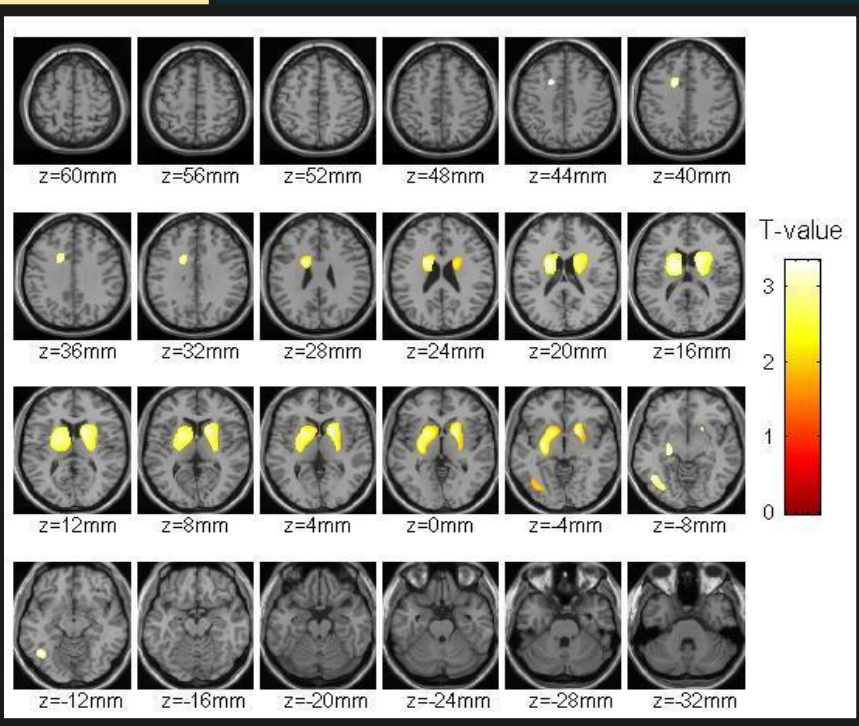 z=60mm z=56mm z=52mm z=48mm z=44mm z=40mm
z=36mm z=32mm z=28mm z=24mm z=20mm z=16mm
T-value
3
2
1
0
z=12mm z=8mm z=4mm z=0mm z=-4mm z=-8mm
z=-12mm z=-16mm z=-20mm z=-24mm z=-28mm z=-32mm